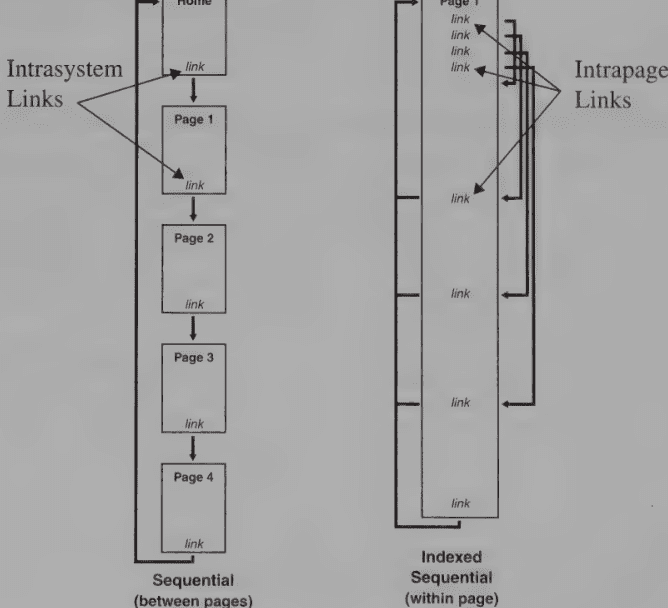 Home
link
Intrasystem
Links
Page 1
link
Page 2
link
Page 3
link
Page 4
link
Sequential
(between pages)
Page 1
link
link
link
link
Intrapage
Links
link
link
link
link
Indexed
Sequential
(within page)